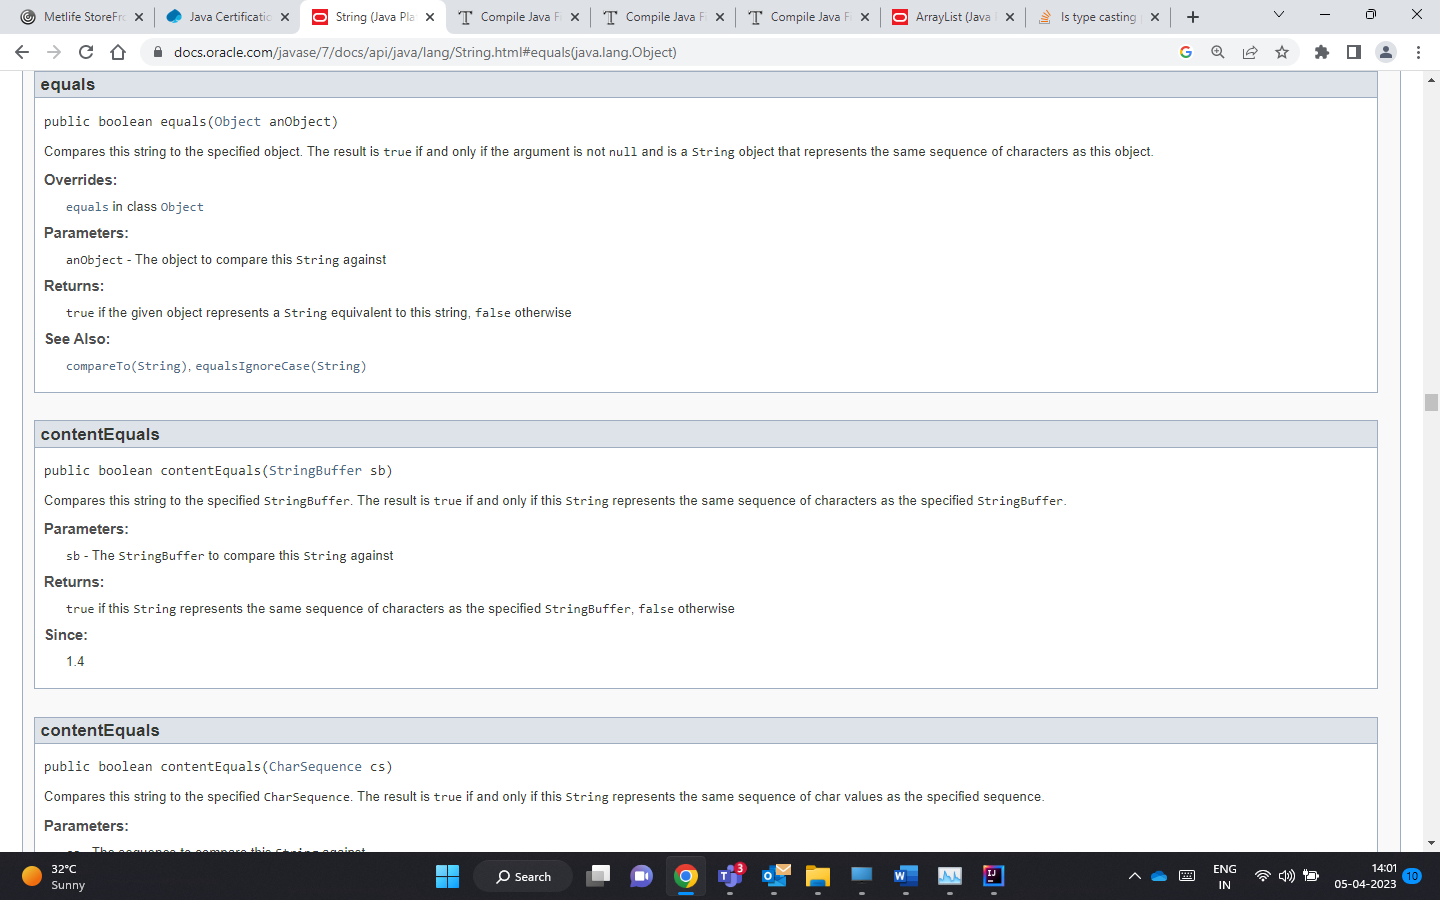 Metlife StoreFr
Java Certificatio
String (Java Pla
Compile Java F
Compile Java F
Compile Java F
ArrayList (Java
Is type casting
docs.oracle.com/javase/7/docs/api/java/lang/String.html#equals(java.lang.Object)
equals
public boolean equals(Object anObject)
Compares this string to the specified object. The result is true if and only if the argument is not null and is a String object that represents the same sequence of characters as this object.
Overrides:
equals in class Object
Parameters:
anObject - The object to compare this String against
Returns:
true if the given object represents a String equivalent to this string, false otherwise
See Also:
compareTo(String), equalsIgnoreCase(String)
contentEquals
public boolean contentEquals(StringBuffer sb)
Compares this string to the specified StringBuffer. The result is true if and only if this String represents the same sequence of characters as the specified StringBuffer.
Parameters:
sb - The StringBuffer to compare this String against
Returns:
true if this String represents the same sequence of characters as the specified StringBuffer, false otherwise
Since:
1.4
contentEquals
public boolean contentEquals(CharSequence cs)
Compares this string to the specified CharSequence. The result is true if and only if this String represents the same sequence of char values as the specified sequence.
Parameters:
The sequence to compare this String against
32°C
Sunny
Search
3
ENG
IN
14:01
05-04-2023
10